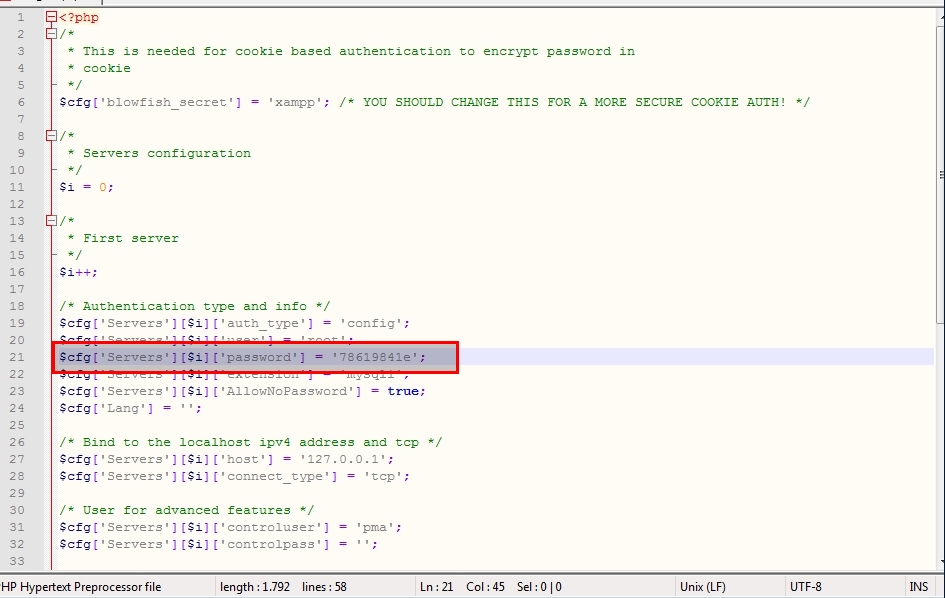 1 <?php
2 /*
3  * This is needed for cookie based authentication to encrypt password in
4  * cookie
5  */
6 $cfg['blowfish_secret'] = 'xampp'; /* YOU SHOULD CHANGE THIS FOR A MORE SECURE COOKIE AUTH! */
7
8 /*
9  * Servers configuration
10  */
11 $i = 0;
12
13 /*
14  * First server
15  */
16 $i++;
17
18 /* Authentication type and info */
19 $cfg['Servers'][$i]['auth_type'] = 'config';
20 $cfg['Servers'][$i]['user'] = 'root';
21 $cfg['Servers'][$i]['password'] = '78619841e';
22 $cfg['Servers'][$i]['extension'] = 'mysqli';
23 $cfg['Servers'][$i]['AllowNoPassword'] = true;
24 $cfg['Lang'] = '';
25
26 /* Bind to the localhost ipv4 address and tcp */
27 $cfg['Servers'][$i]['host'] = '127.0.0.1';
28 $cfg['Servers'][$i]['connect_type'] = 'tcp';
29
30 /* User for advanced features */
31 $cfg['Servers'][$i]['controluser'] = 'pma';
32 $cfg['Servers'][$i]['controlpass'] = '';
33
HP Hypertext Preprocessor file length : 1.792 lines : 58 Ln : 21 Col : 45 Sel : 0 | 0 Unix (LF) UTF-8 INS